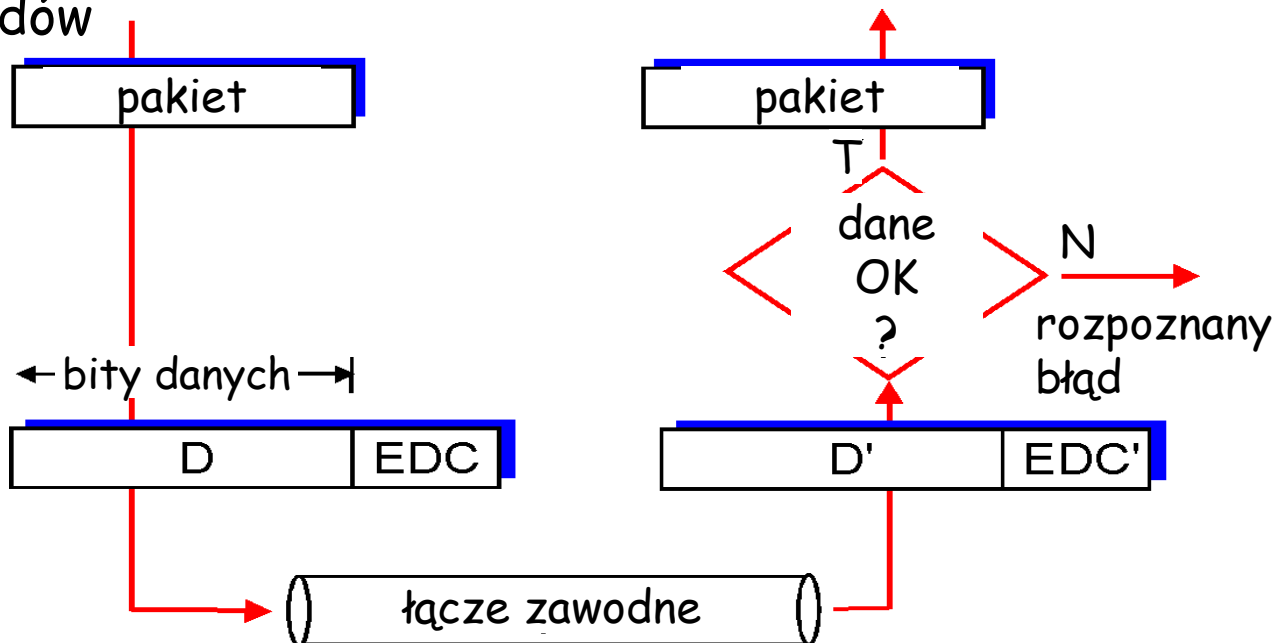 dów
pakiet
pakiet
T
dane
OK
?
N
rozpoznany
błąd
bity danych
D
EDC
D'
EDC'
łącze zawodne